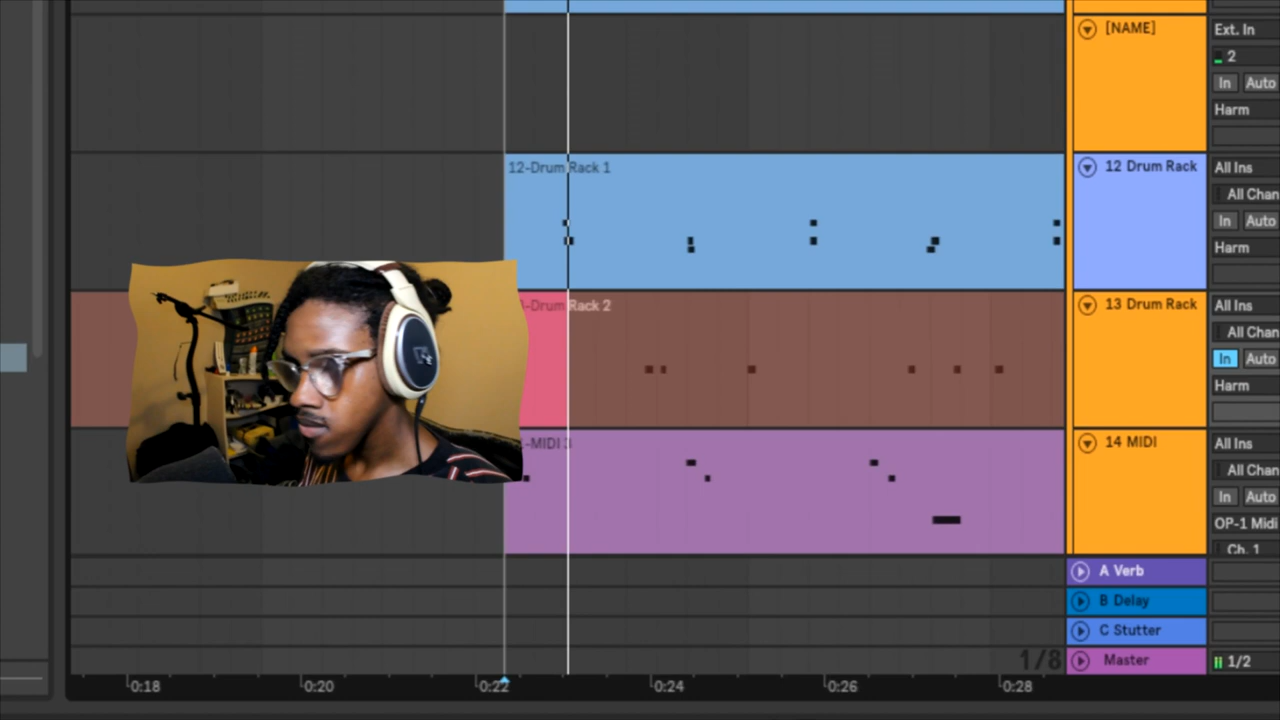 [NAME]
Ext. In
2
In Auto
Harm
12-Drum Rack 1
12 Drum Rack
All Ins
All Chan
In Auto
Harm
-Drum Rack 2
13 Drum Rack
All Ins
All Chan
In Auto
Harm
-MIDI 3
14 MIDI
All Ins
All Chan
In Auto
OP-1 Midi
Ch. 1
A Verb
B Delay
C Stutter
1/8
Master
1/2
0:18 0:20 0:22 0:24 0:26 0:28